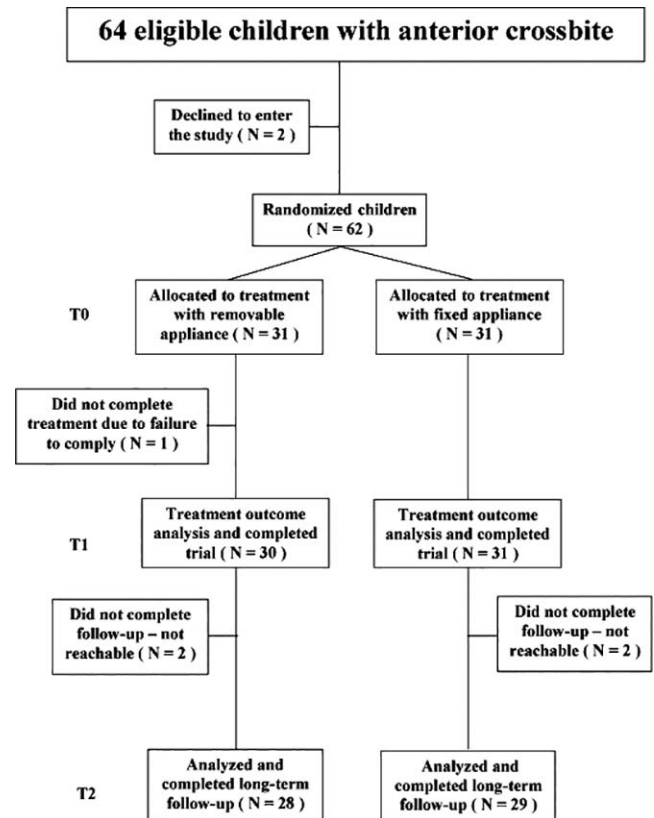 64 eligible children with anterior crossbite
Declined to enter
the study ( N = 2 )
Randomized children
( N = 62 )
T0
Allocated to treatment
with removable
appliance ( N = 31 )
Allocated to treatment
with fixed appliance
( N = 31 )
Did not complete
treatment due to failure
to comply ( N = 1 )
T1
Treatment outcome
analysis and completed
trial ( N = 30 )
Treatment outcome
analysis and completed
trial ( N = 31 )
Did not complete
follow-up – not
reachable ( N = 2 )
Did not complete
follow-up – not
reachable ( N = 2 )
T2
Analyzed and
completed long-term
follow-up ( N = 28 )
Analyzed and
completed long-term
follow-up ( N = 29 )